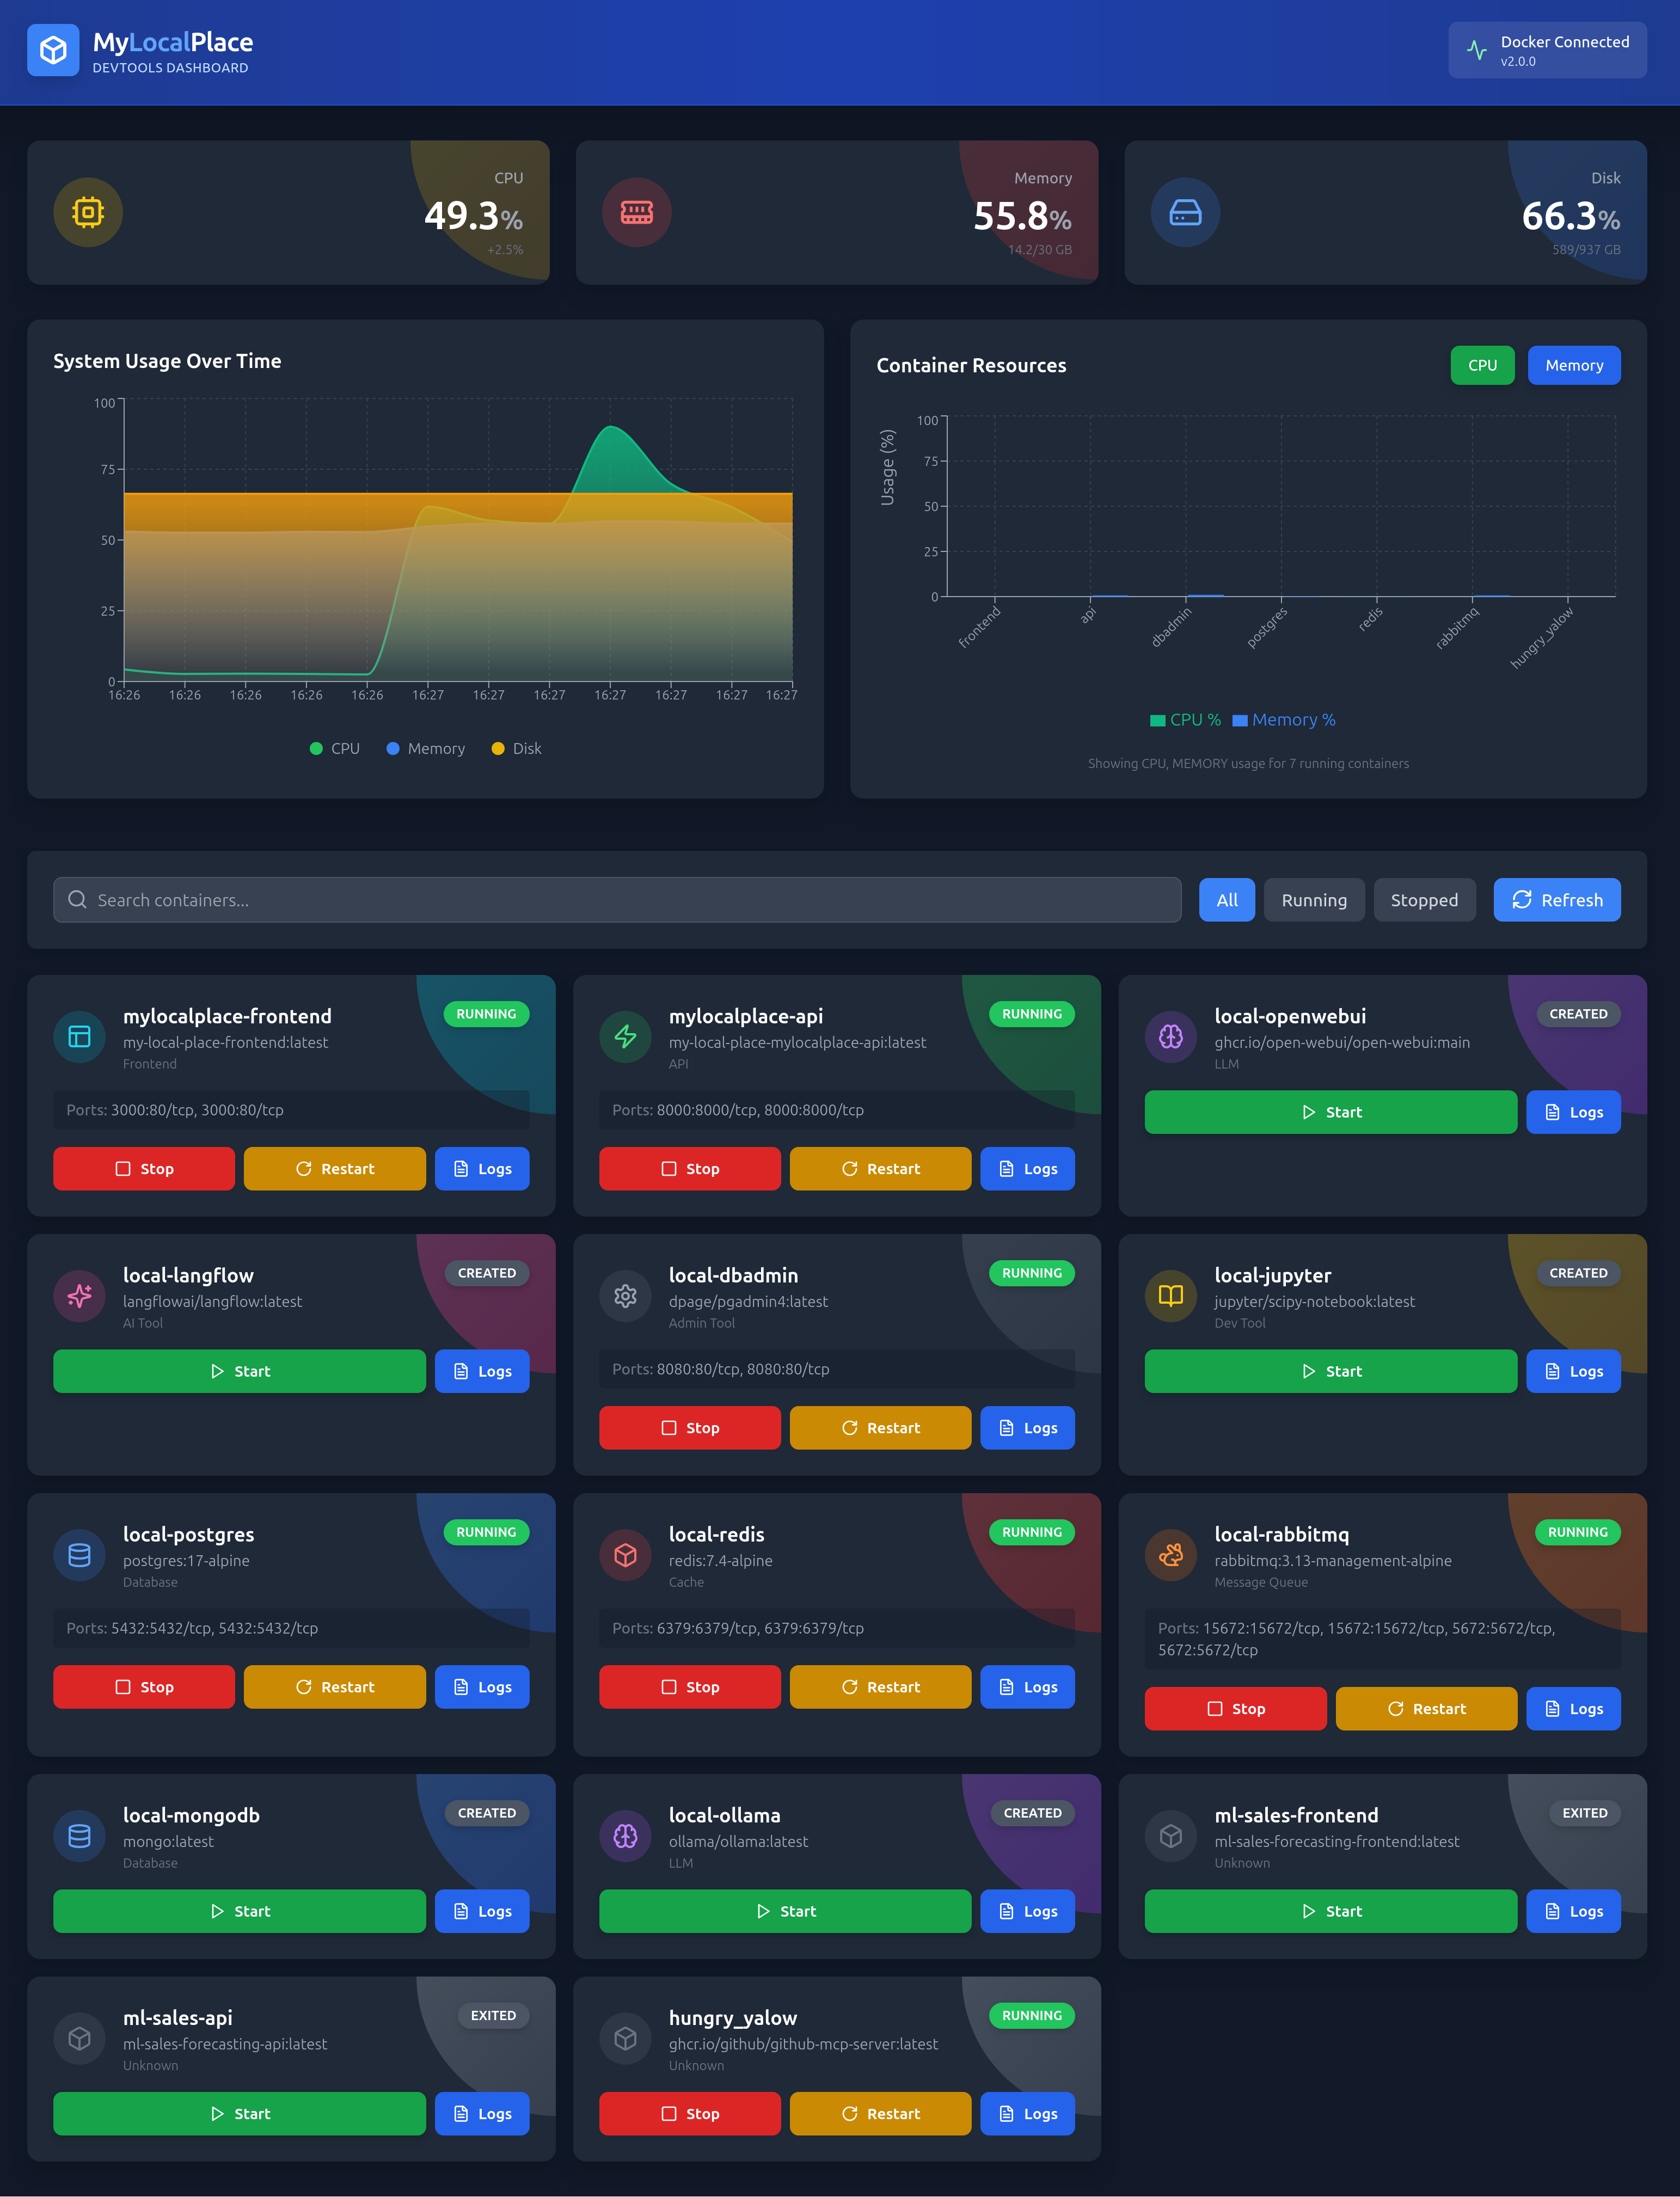 MyLocalPlace
DEVTOOLS DASHBOARD
Docker Connected
v2.0.0
CPU
49.3%
+2.5%
Memory
55.8%
14.2/30 GB
Disk
66.3%
589/937 GB
System Usage Over Time
100
75
50
25
0
16:26 16:26 16:26 16:26 16:26 16:27 16:27 16:27 16:27 16:27 16:27 16:27
CPU Memory Disk
Container Resources
CPU Memory
Usage (%)
100
75
50
25
0
frontend api dbadmin postgres redis rabbitmq hungry_yalow
CPU % Memory %
Showing CPU, MEMORY usage for 7 running containers
Search containers...
All Running Stopped Refresh
mylocalplace-frontend
RUNNING
my-local-place-frontend:latest
Frontend
Ports: 3000:80/tcp, 3000:80/tcp
Stop Restart Logs
mylocalplace-api
RUNNING
my-local-place-mylocalplace-api:latest
API
Ports: 8000:8000/tcp, 8000:8000/tcp
Stop Restart Logs
local-openwebui
CREATED
ghcr.io/open-webui/open-webui:main
LLM
Start Logs
local-langflow
CREATED
langflowai/langflow:latest
AI Tool
Start Logs
local-dbadmin
RUNNING
dpage/pgadmin4:latest
Admin Tool
Ports: 8080:80/tcp, 8080:80/tcp
Stop Restart Logs
local-jupyter
CREATED
jupyter/scipy-notebook:latest
Dev Tool
Start Logs
local-postgres
RUNNING
postgres:17-alpine
Database
Ports: 5432:5432/tcp, 5432:5432/tcp
Stop Restart Logs
local-redis
RUNNING
redis:7.4-alpine
Cache
Ports: 6379:6379/tcp, 6379:6379/tcp
Stop Restart Logs
local-rabbitmq
RUNNING
rabbitmq:3.13-management-alpine
Message Queue
Ports: 15672:15672/tcp, 15672:15672/tcp, 5672:5672/tcp,
5672:5672/tcp
Stop Restart Logs
local-mongodb
CREATED
mongo:latest
Database
Start Logs
local-ollama
CREATED
ollama/ollama:latest
LLM
Start Logs
ml-sales-frontend
EXITED
ml-sales-forecasting-frontend:latest
Unknown
Start Logs
ml-sales-api
EXITED
ml-sales-forecasting-api:latest
Unknown
Start Logs
hungry_yalow
RUNNING
ghcr.io/github/github-mcp-server:latest
Unknown
Stop Restart Logs